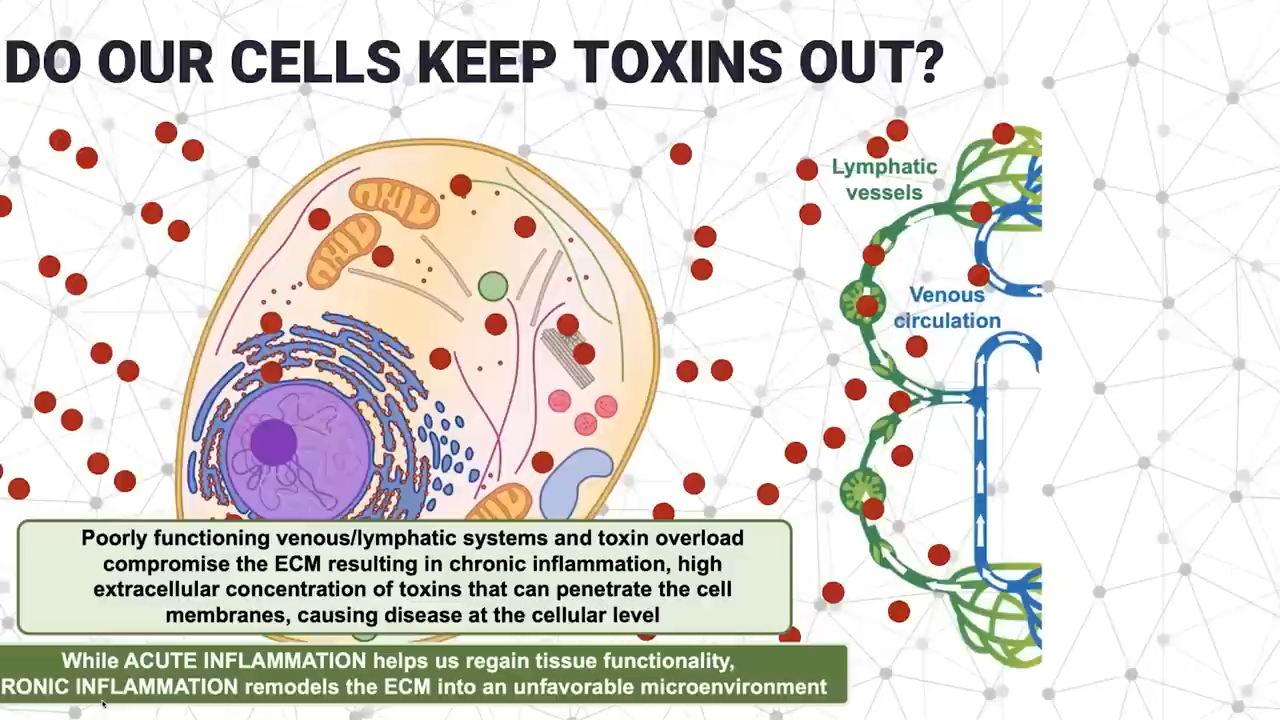 DO OUR CELLS KEEP TOXINS OUT?
Lymphatic
vessels
Venous
circulation
Poorly functioning venous/lymphatic systems and toxin overload
compromise the ECM resulting in chronic inflammation, high
extracellular concentration of toxins that can penetrate the cell
membranes, causing disease at the cellular level
While ACUTE INFLAMMATION helps us regain tissue functionality,
RONIC INFLAMMATION remodels the ECM into an unfavorable microenvironment